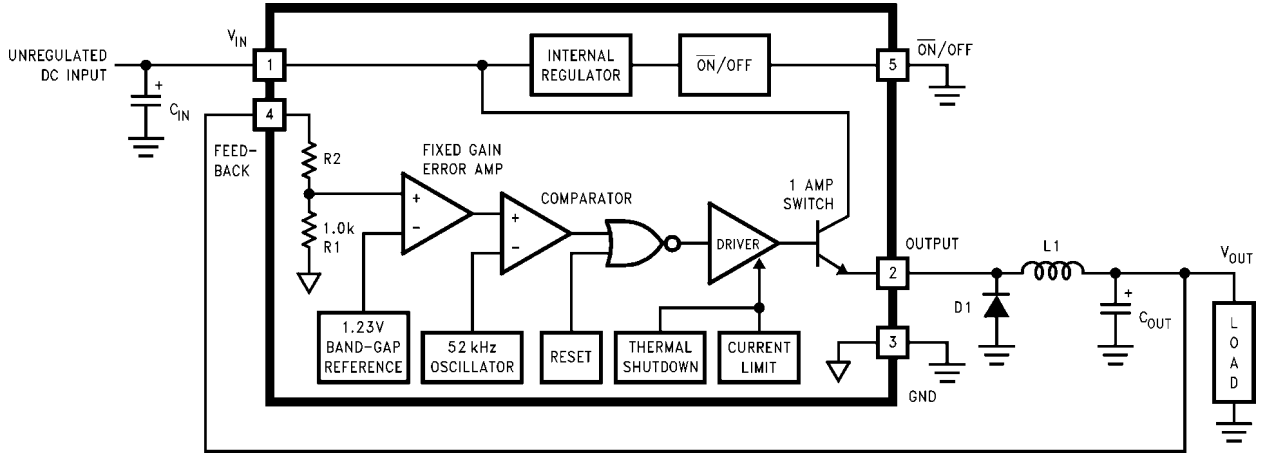 UNREGULATED
DC INPUT
+
C_IN
V_IN
1
4
FEED-
BACK
R2
1.0k
R1
FIXED GAIN
ERROR AMP
+
−
COMPARATOR
+
−
INTERNAL
REGULATOR
O̅N̅/OFF
5
O̅N̅/OFF
1 AMP
SWITCH
DRIVER
OUTPUT
2
L1
V_OUT
D1
+
C_OUT
LOAD
1.23V
BAND-GAP
REFERENCE
52 kHz
OSCILLATOR
RESET
THERMAL
SHUTDOWN
CURRENT
LIMIT
3
GND